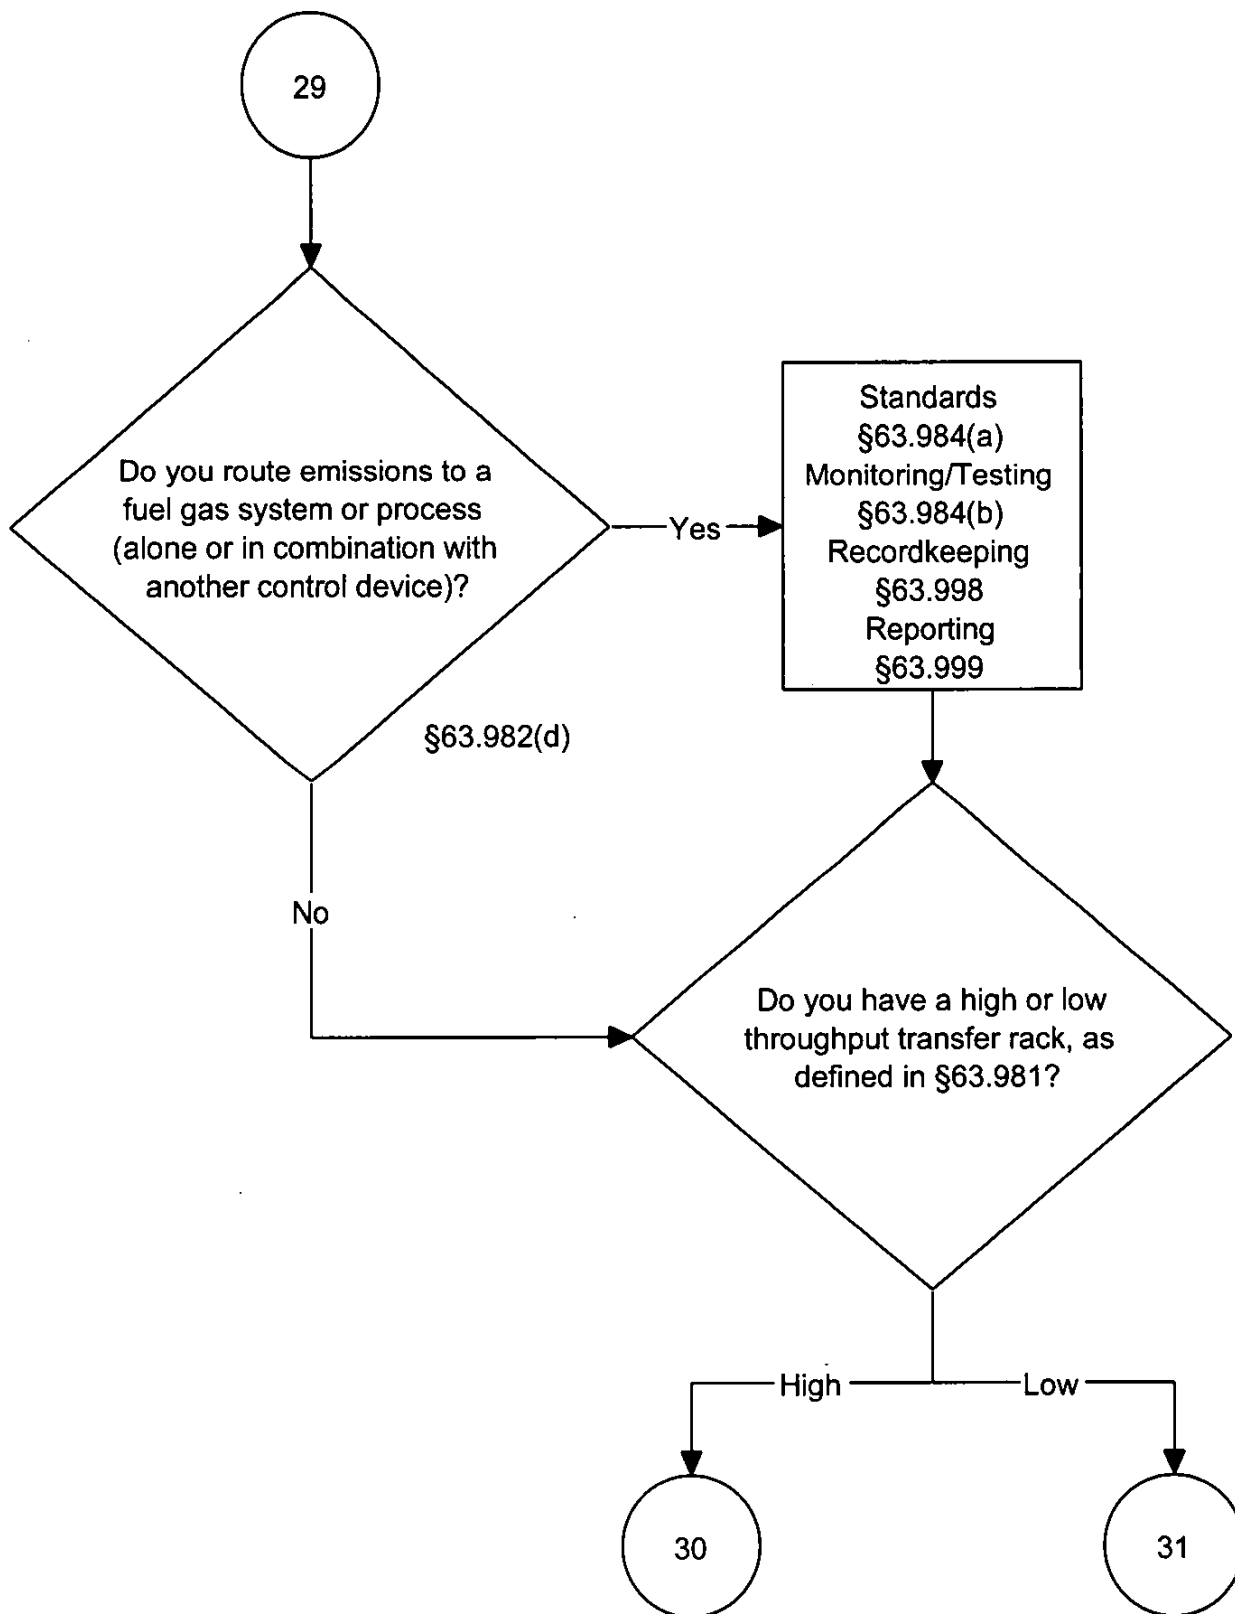 29
Do you route emissions to a
fuel gas system or process
(alone or in combination with
another control device)?
Yes
Standards
§63.984(a)
Monitoring/Testing
§63.984(b)
Recordkeeping
§63.998
Reporting
§63.999
§63.982(d)
No
Do you have a high or low
throughput transfer rack, as
defined in §63.981?
High
Low
30
31